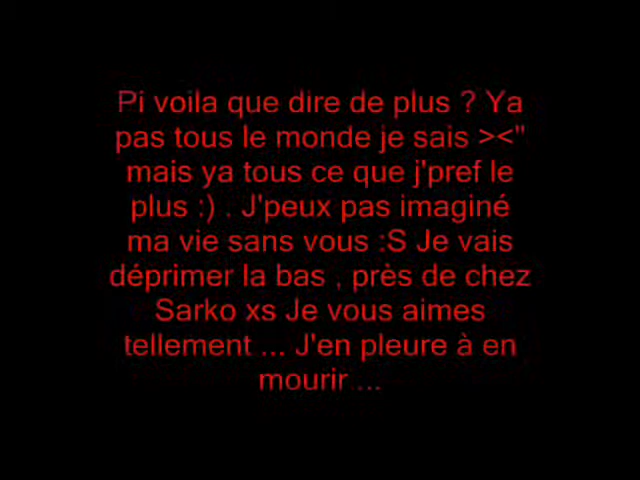 Pi voila que dire de plus ? Ya
pas tous le monde je sais ><"
mais ya tous ce que j'pref le
plus :) . J'peux pas imaginé
ma vie sans vous :S Je vais
déprimer la bas , près de chez
Sarko xs Je vous aimes
tellement ... J'en pleure à en
mourir ...